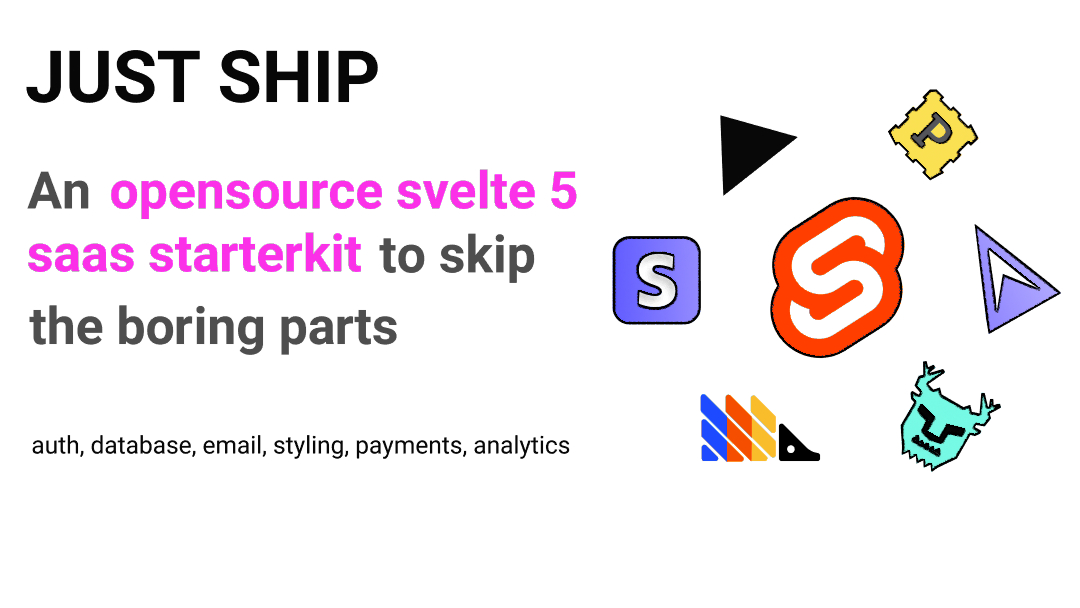 JUST SHIP
An opensource svelte 5
saas starterkit to skip
the boring parts
auth, database, email, styling, payments, analytics
P
S